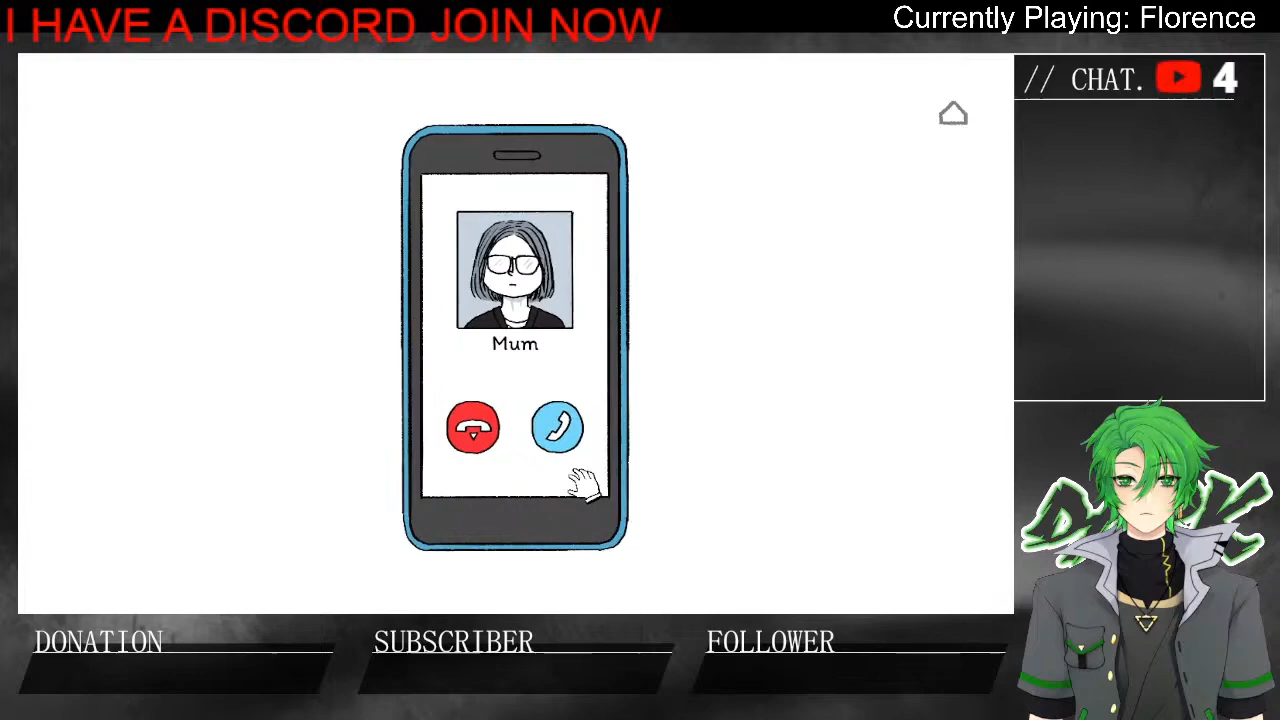 I HAVE A DISCORD JOIN NOW
Currently Playing: Florence
// CHAT. 4
Mum
DONATION
SUBSCRIBER
FOLLOWER